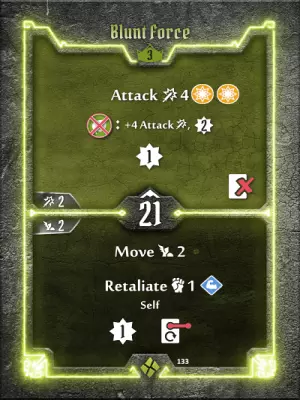 Blunt Force
3
Attack 4
: +4 Attack , 2
1
2
21
2
Move 2
Retaliate 1
Self
1
133